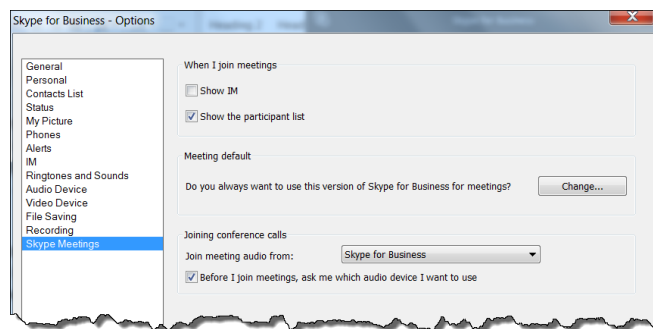 Skype for Business - Options
General
Personal
Contacts List
Status
My Picture
Phones
Alerts
IM
Ringtones and Sounds
Audio Device
Video Device
File Saving
Recording
Skype Meetings
When I join meetings
Show IM
Show the participant list
Meeting default
Do you always want to use this version of Skype for Business for meetings?
Change...
Joining conference calls
Join meeting audio from:
Skype for Business
Before I join meetings, ask me which audio device I want to use